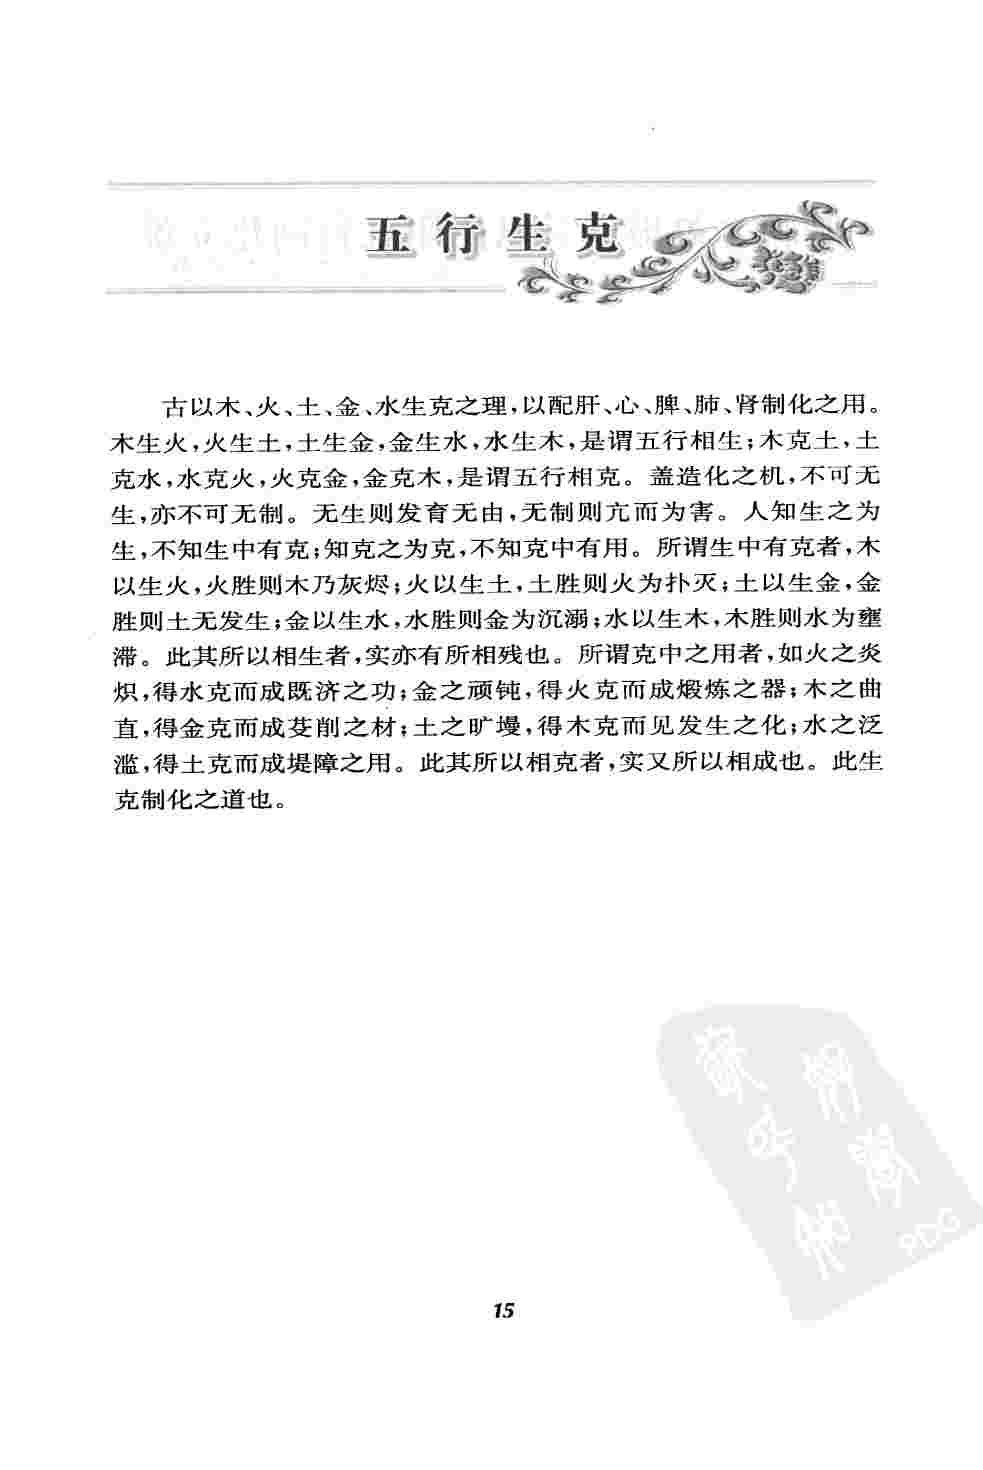 五行生克
古以木、火、土、金、水生克之理,以配肝、心、脾、肺、肾制化之用。
木生火,火生土,土生金,金生水,水生木,是谓五行相生;木克土,土
克水,水克火,火克金,金克木,是谓五行相克。盖造化之机,不可无
生,亦不可无制。无生则发育无由,无制则亢而为害。人知生之为
生,不知生中有克;知克之为克,不知克中有用。所谓生中有克者,木
以生火,火胜则木乃灰烬;火以生土,土胜则火为扑灭;土以生金,金
胜则土无发生;金以生水,水胜则金为沉溺;水以生木,木胜则水为壅
滞。此其所以相生者,实亦有所相残也。所谓克中之用者,如火之炎
炽,得水克而成既济之功;金之顽钝,得火克而成煅炼之器;木之曲
直,得金克而成芟削之材;土之旷墁,得木克而见发生之化;水之泛
滥,得土克而成堤障之用。此其所以相克者,实又所以相成也。此生
克制化之道也。
PDG
15